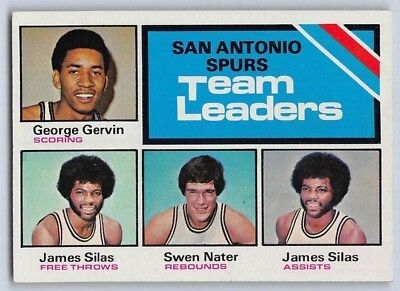 SAN ANTONIO
SPURS
Team
Leaders
George Gervin
SCORING
James Silas
FREE THROWS
Swen Nater
REBOUNDS
James Silas
ASSISTS